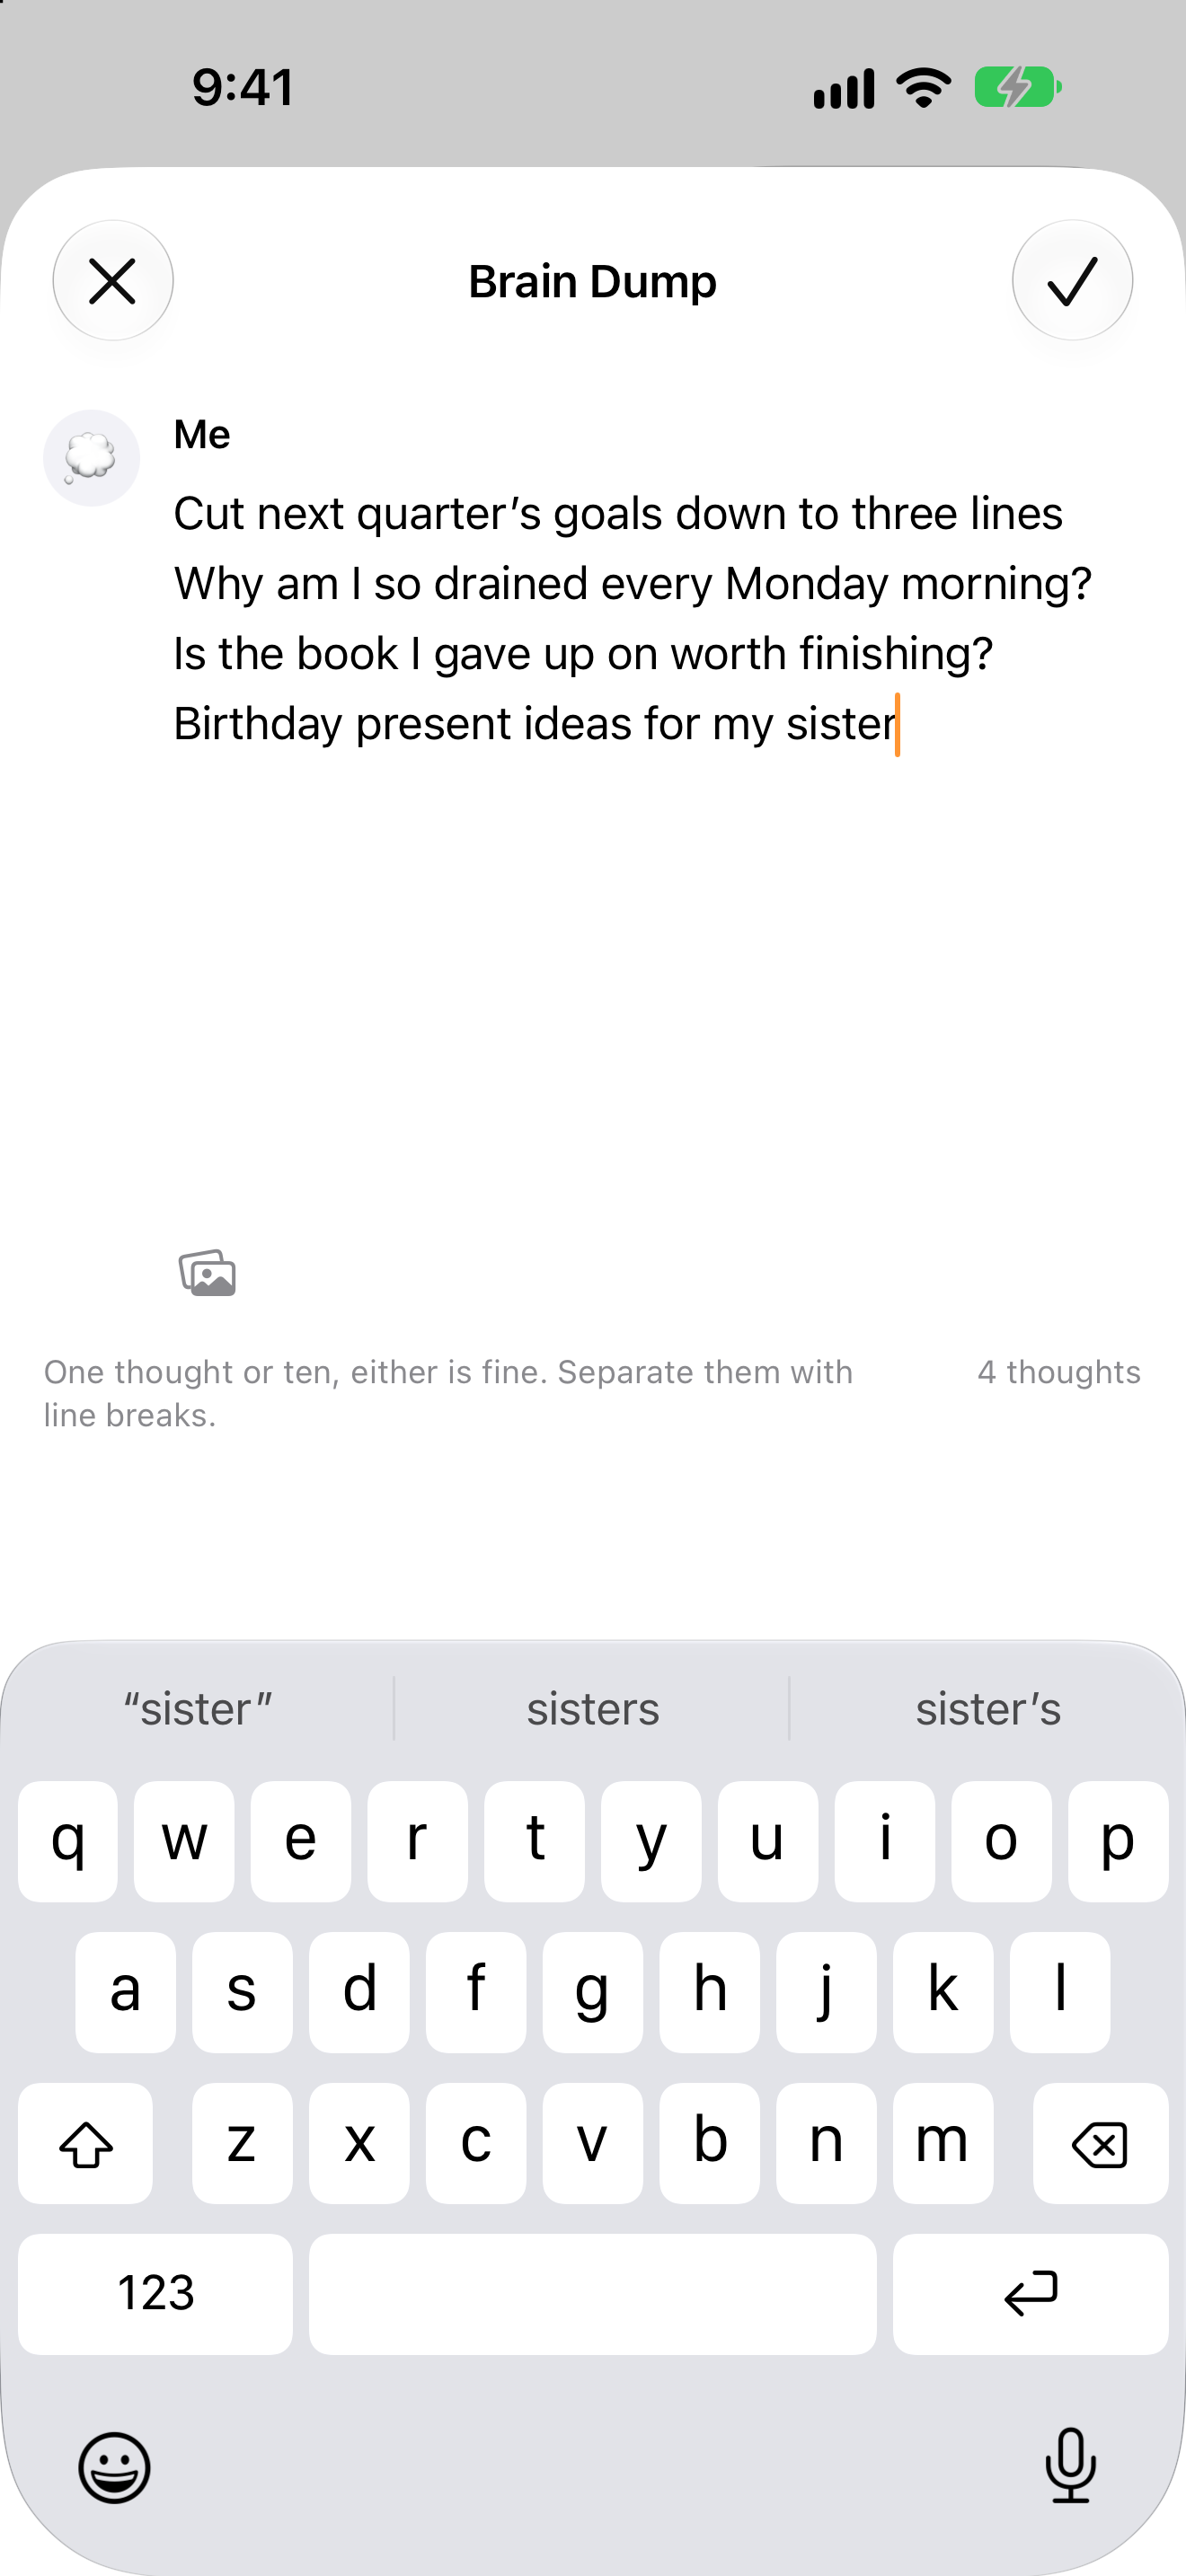 9:41
Brain Dump
Me
Cut next quarter’s goals down to three lines
Why am I so drained every Monday morning?
Is the book I gave up on worth finishing?
Birthday present ideas for my sister
One thought or ten, either is fine. Separate them with
line breaks.
4 thoughts
“sister” sisters sister’s
q w e r t y u i o p
a s d f g h j k l
z x c v b n m
123